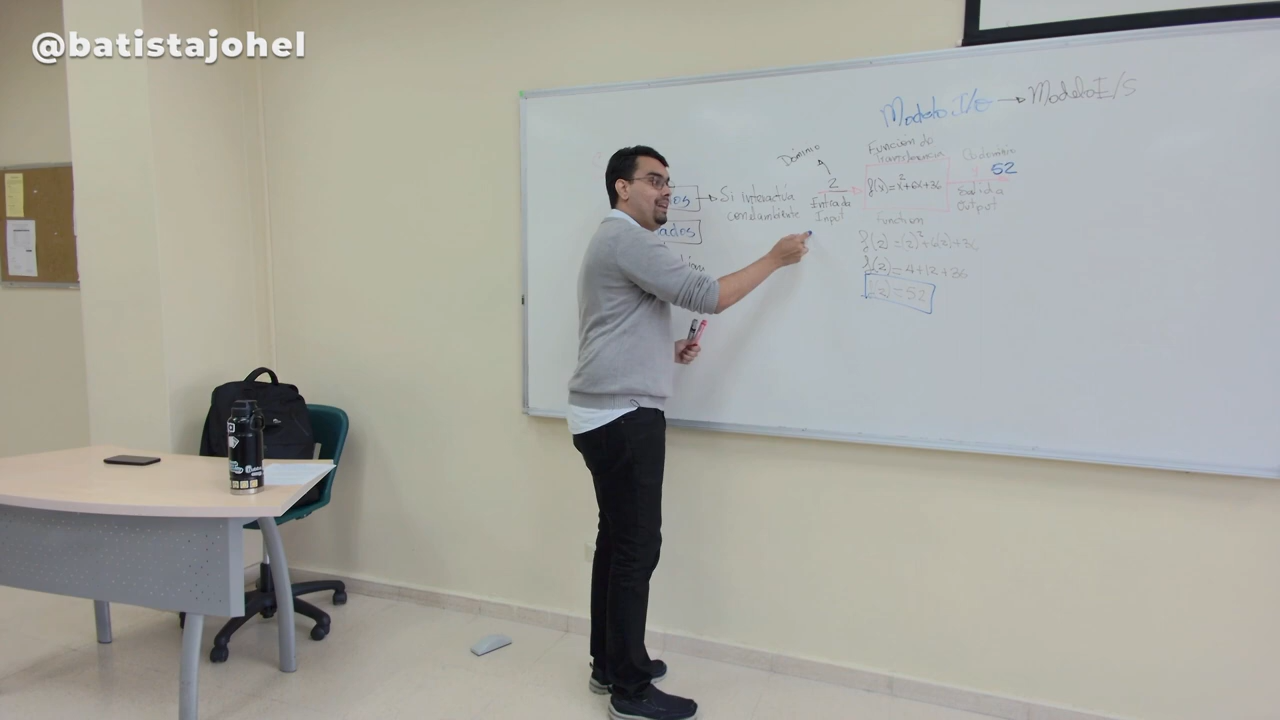 @batistajohel
Modelo I/O → Modelo E/S
Dominio
Función de
Transferencia
2
f(x)=x²+6x+36
52
Entrada
Input
Salida
Output
Function
Si interactúa
con el ambiente
ados
f(2)=(2)²+6(2)+36
f(2)=4+12+36
f(2)=52